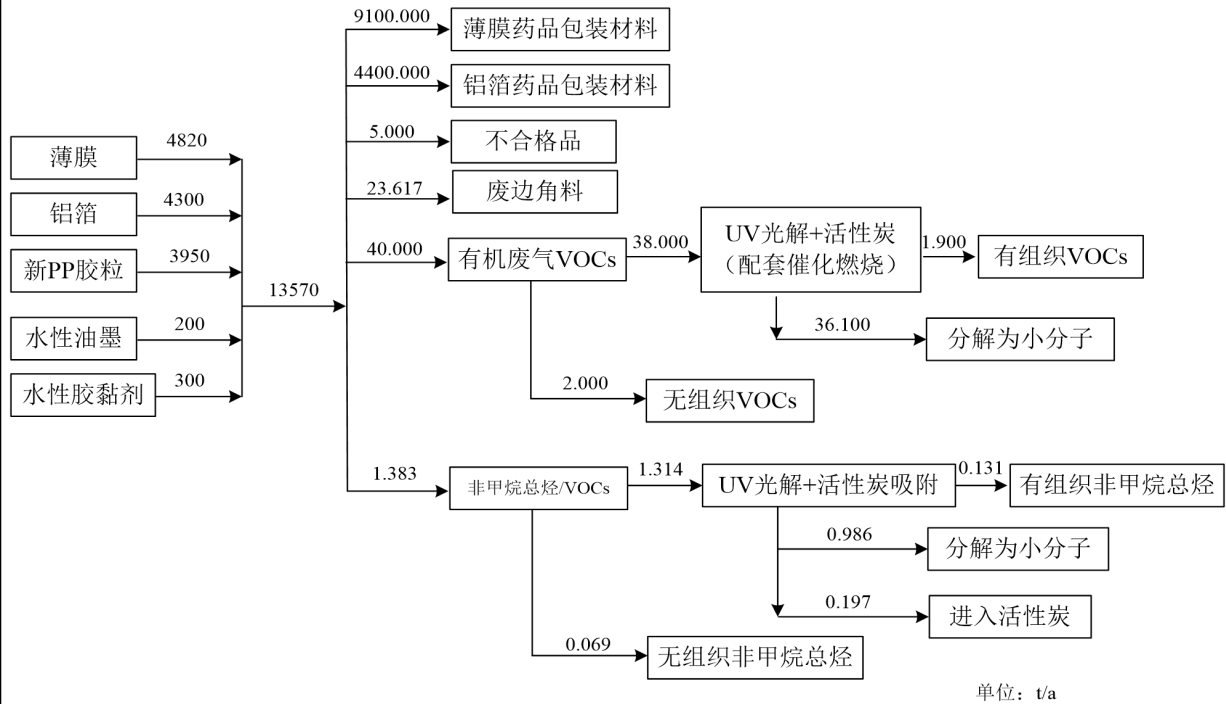 9100.000
薄膜药品包装材料
4400.000
铝箔药品包装材料
5.000
不合格品
23.617
废边角料
薄膜
4820
铝箔
4300
新PP胶粒
3950
水性油墨
200
水性胶黏剂
300
13570
40.000
有机废气VOCs
38.000
UV光解+活性炭
（配套催化燃烧）
1.900
有组织VOCs
36.100
分解为小分子
2.000
无组织VOCs
1.383
非甲烷总烃/VOCs
1.314
UV光解+活性炭吸附
0.131
有组织非甲烷总烃
0.986
分解为小分子
0.197
进入活性炭
0.069
无组织非甲烷总烃
单位：t/a